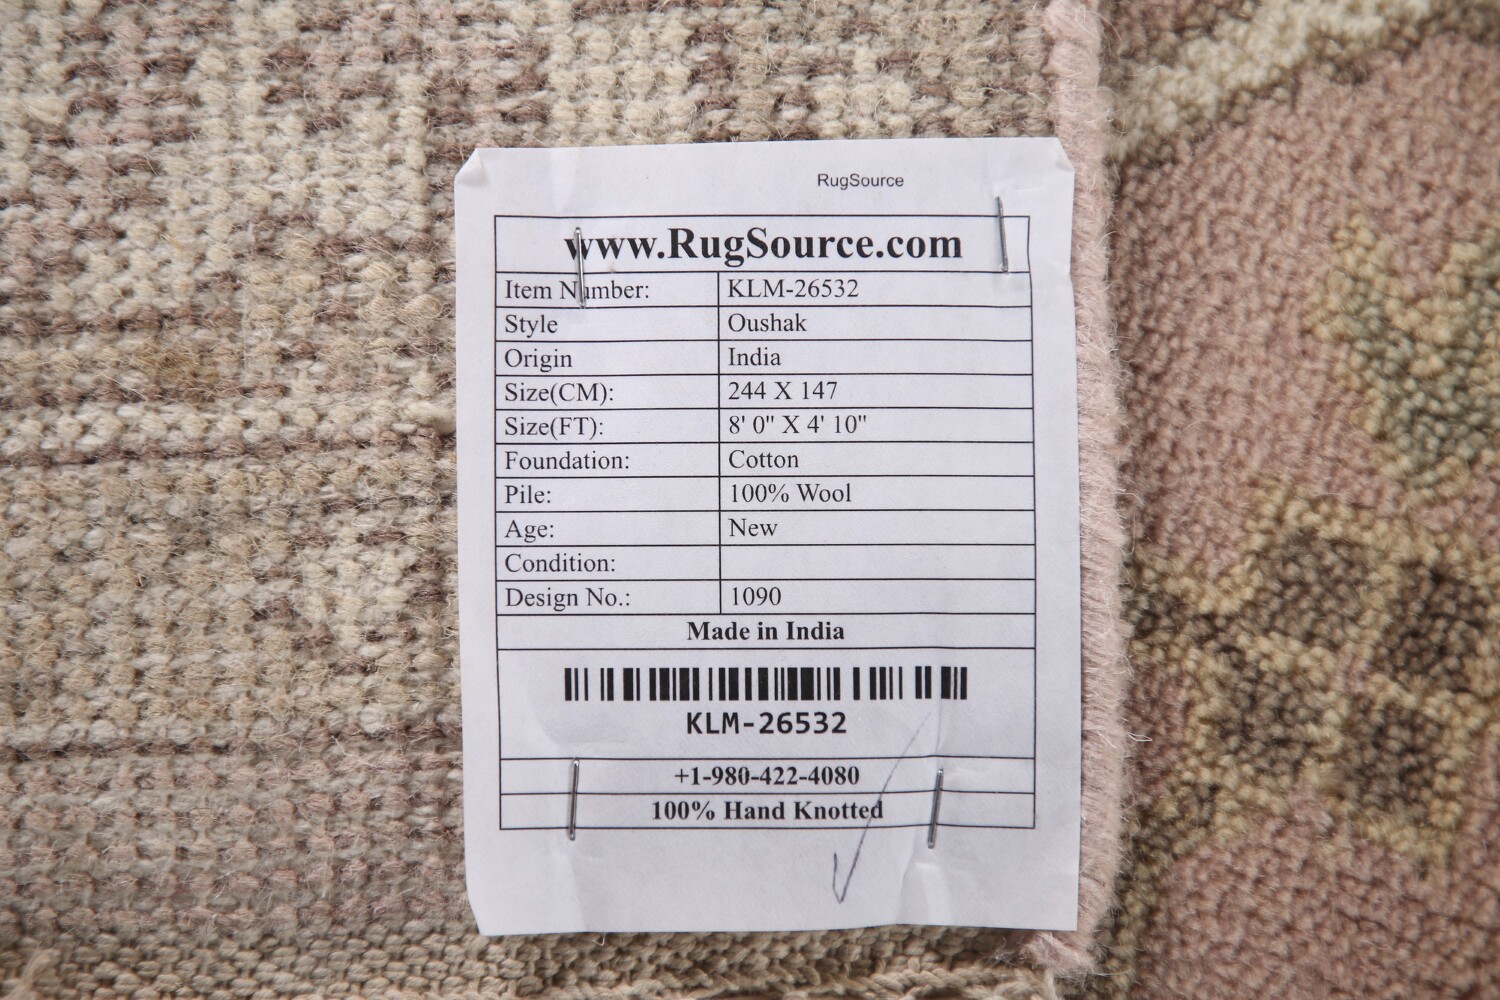 RugSource
www.RugSource.com
Item Number: KLM-26532
Style Oushak
Origin India
Size(CM): 244 X 147
Size(FT): 8' 0" X 4' 10"
Foundation: Cotton
Pile: 100% Wool
Age: New
Condition:
Design No.: 1090
Made in India
KLM-26532
+1-980-422-4080
100% Hand Knotted